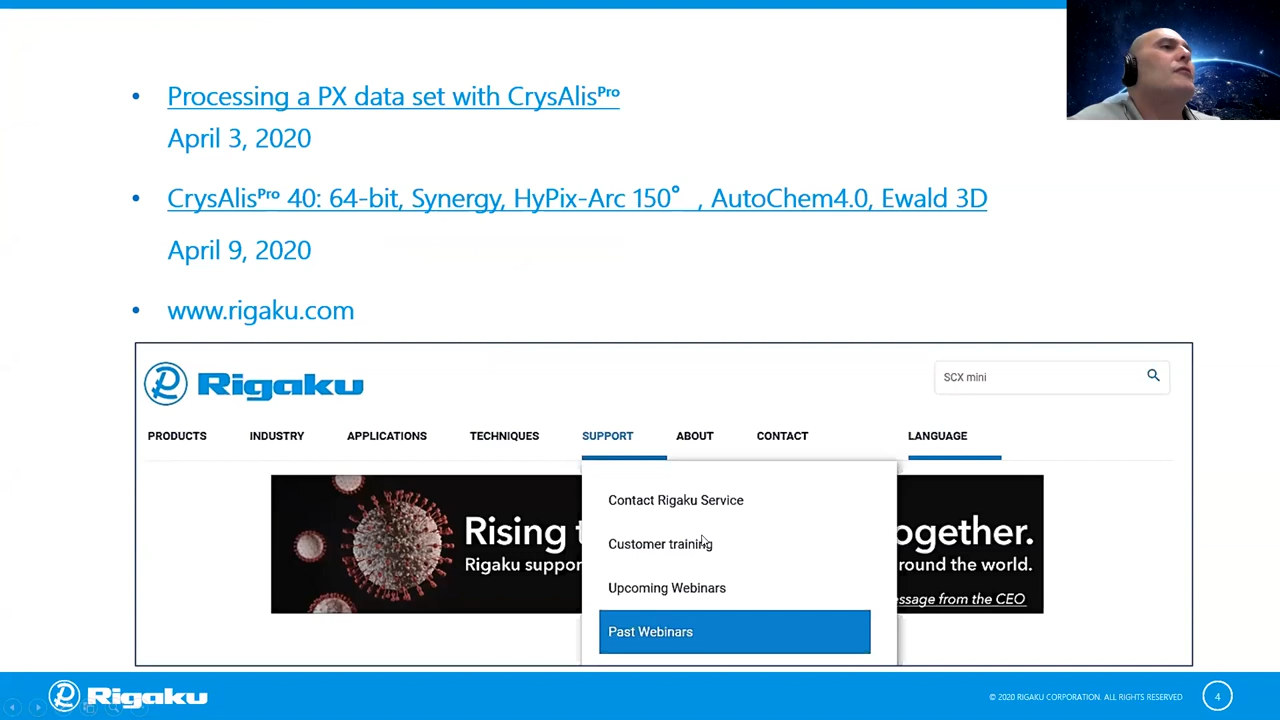 • Processing a PX data set with CrysAlisᴾʳᵒ
April 3, 2020
• CrysAlisᴾʳᵒ 40: 64-bit, Synergy, HyPix-Arc 150° , AutoChem4.0, Ewald 3D
April 9, 2020
• www.rigaku.com
Rigaku
SCX mini
PRODUCTS INDUSTRY APPLICATIONS TECHNIQUES SUPPORT ABOUT CONTACT LANGUAGE
Contact Rigaku Service
Rising t ogether.
Customer training
Rigaku suppor round the world.
Upcoming Webinars
ssage from the CEO
Past Webinars
Rigaku
© 2020 RIGAKU CORPORATION. ALL RIGHTS RESERVED
4